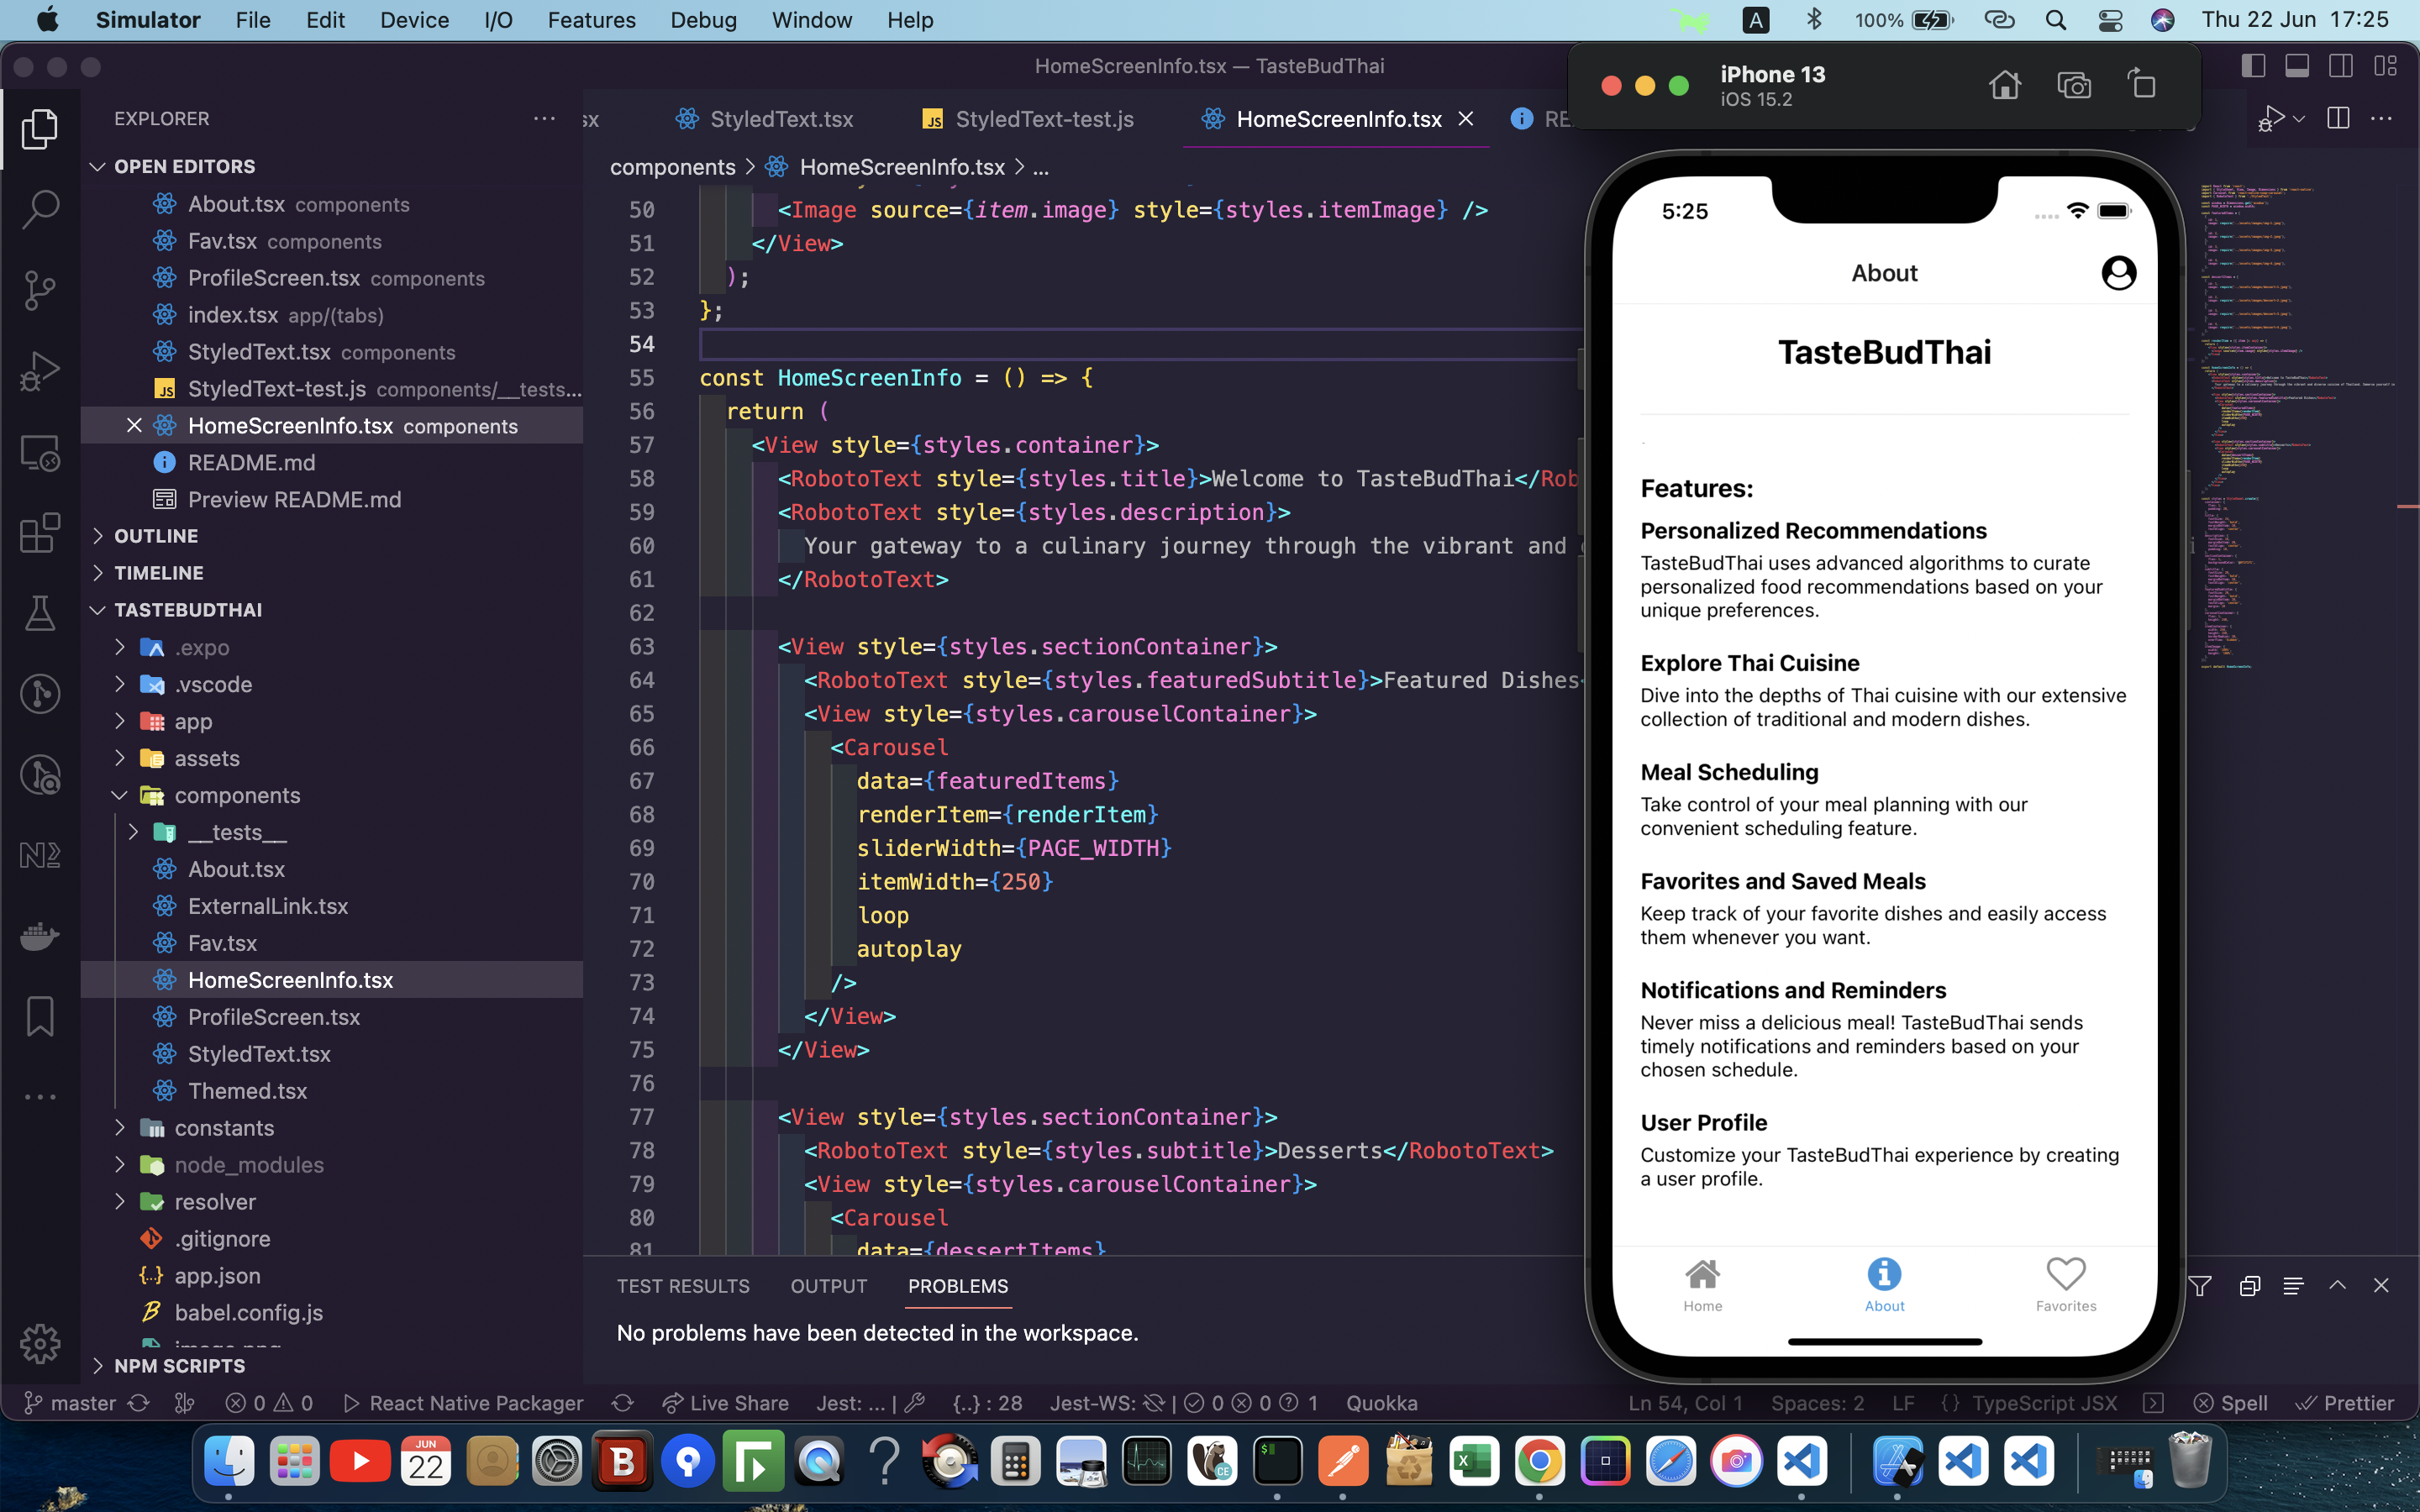 Simulator File Edit Device I/O Features Debug Window Help
A 100% Thu 22 Jun 17:25
HomeScreenInfo.tsx — TasteBudThai
EXPLORER
OPEN EDITORS
About.tsx components
Fav.tsx components
ProfileScreen.tsx components
index.tsx app/(tabs)
StyledText.tsx components
JS StyledText-test.js components/__tests...
HomeScreenInfo.tsx components
README.md
Preview README.md
OUTLINE
TIMELINE
TASTEBUDTHAI
.expo
.vscode
app
assets
components
__tests__
About.tsx
ExternalLink.tsx
Fav.tsx
HomeScreenInfo.tsx
ProfileScreen.tsx
StyledText.tsx
Themed.tsx
constants
node_modules
resolver
.gitignore
app.json
babel.config.js
image.png
NPM SCRIPTS
sx StyledText.tsx JS StyledText-test.js HomeScreenInfo.tsx RE
components > HomeScreenInfo.tsx > ...
50 <Image source={item.image} style={styles.itemImage} />
51 </View>
52 );
53 };
54
55 const HomeScreenInfo = () => {
56 return (
57 <View style={styles.container}>
58 <RobotoText style={styles.title}>Welcome to TasteBudThai</Rob
59 <RobotoText style={styles.description}>
60 Your gateway to a culinary journey through the vibrant and
61 </RobotoText>
62
63 <View style={styles.sectionContainer}>
64 <RobotoText style={styles.featuredSubtitle}>Featured Dishes<
65 <View style={styles.carouselContainer}>
66 <Carousel
67 data={featuredItems}
68 renderItem={renderItem}
69 sliderWidth={PAGE_WIDTH}
70 itemWidth={250}
71 loop
72 autoplay
73 />
74 </View>
75 </View>
76
77 <View style={styles.sectionContainer}>
78 <RobotoText style={styles.subtitle}>Desserts</RobotoText>
79 <View style={styles.carouselContainer}>
80 <Carousel
81 data={dessertItems}
TEST RESULTS OUTPUT PROBLEMS
No problems have been detected in the workspace.
iPhone 13
iOS 15.2
5:25
About
TasteBudThai
Features:
Personalized Recommendations
TasteBudThai uses advanced algorithms to curate
personalized food recommendations based on your
unique preferences.
Explore Thai Cuisine
Dive into the depths of Thai cuisine with our extensive
collection of traditional and modern dishes.
Meal Scheduling
Take control of your meal planning with our
convenient scheduling feature.
Favorites and Saved Meals
Keep track of your favorite dishes and easily access
them whenever you want.
Notifications and Reminders
Never miss a delicious meal! TasteBudThai sends
timely notifications and reminders based on your
chosen schedule.
User Profile
Customize your TasteBudThai experience by creating
a user profile.
Home About Favorites
master 0 0 React Native Packager Live Share Jest: ... | {..} : 28 Jest-WS: | 0 0 1 Quokka Ln 54, Col 1 Spaces: 2 LF {} TypeScript JSX Spell Prettier
JUN
22